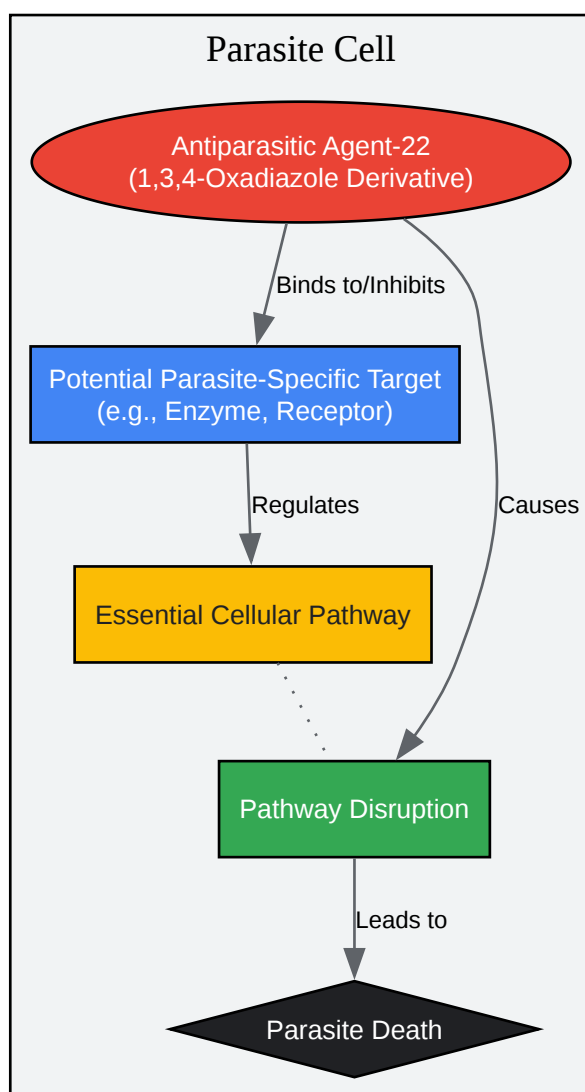 Parasite Cell
Antiparasitic Agent-22
(1,3,4-Oxadiazole Derivative)
Binds to/Inhibits
Potential Parasite-Specific Target
(e.g., Enzyme, Receptor)
Regulates
Causes
Essential Cellular Pathway
Pathway Disruption
Leads to
Parasite Death